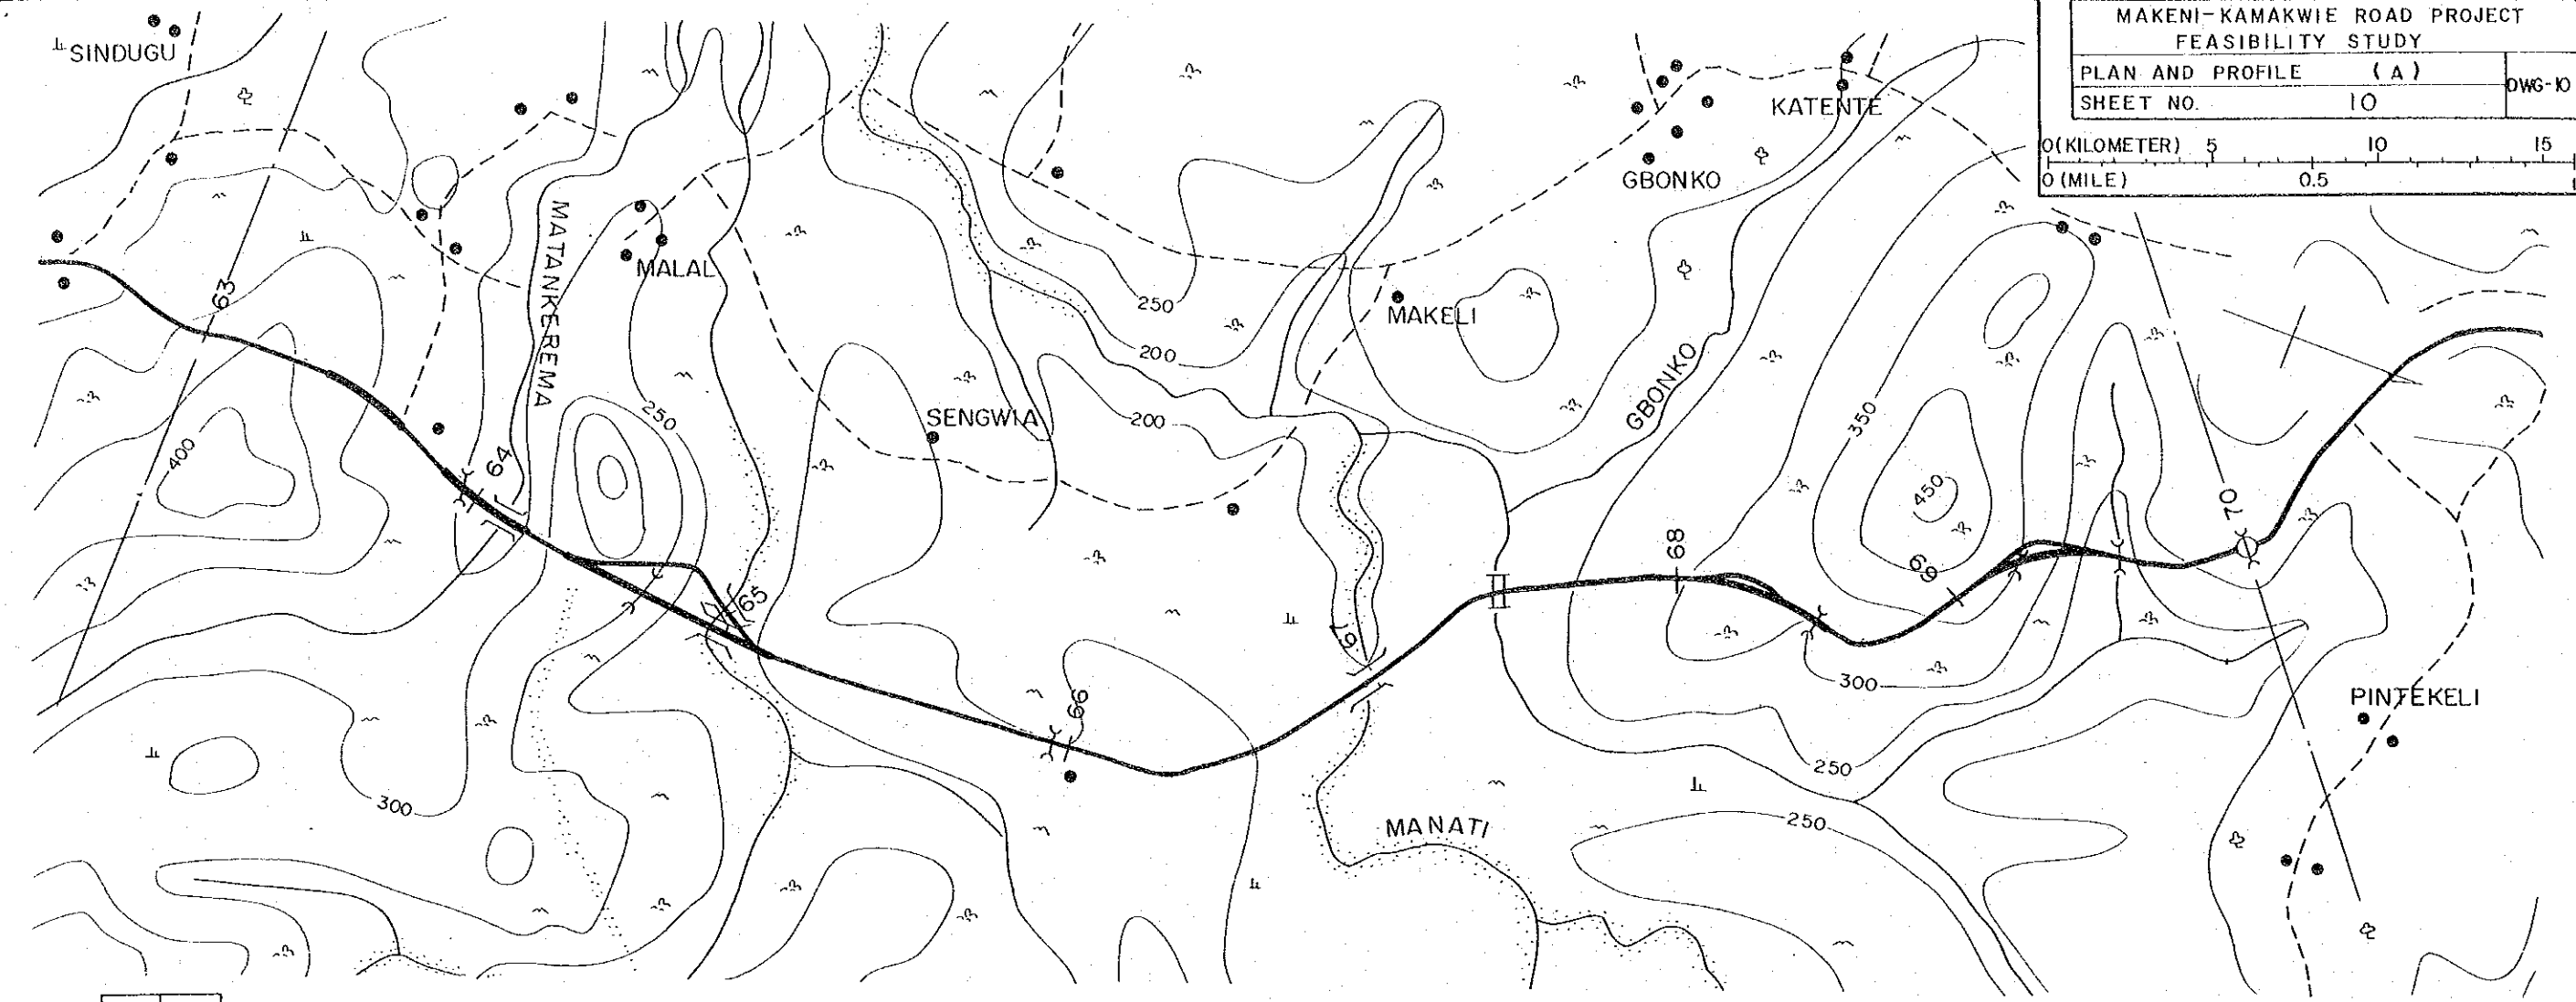 MAKENI-KAMAKWIE ROAD PROJECT
FEASIBILITY STUDY
PLAN AND PROFILE (A)
DWG-10
SHEET NO. 10
0(KILOMETER) 5 10 15
0(MILE) 0.5
SINDUGU
KATENTE
GBONKO
MATANKEREMA
MALAL
63
250
MAKELI
200
GBONKO
250
SENGWIA
200
350
400
64
450
70
68
69
65
67
300
66
PINTEKELI
250
300
MANATI
250